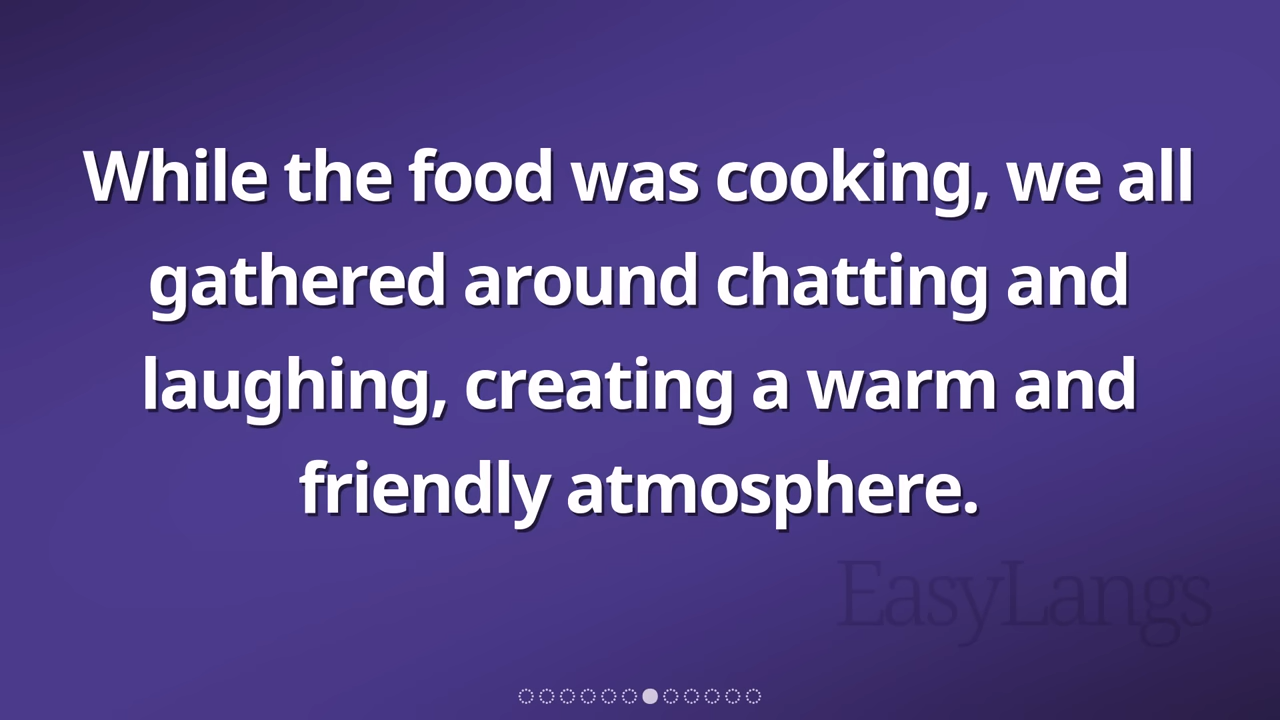 While the food was cooking, we all
gathered around chatting and
laughing, creating a warm and
friendly atmosphere.
EasyLangs